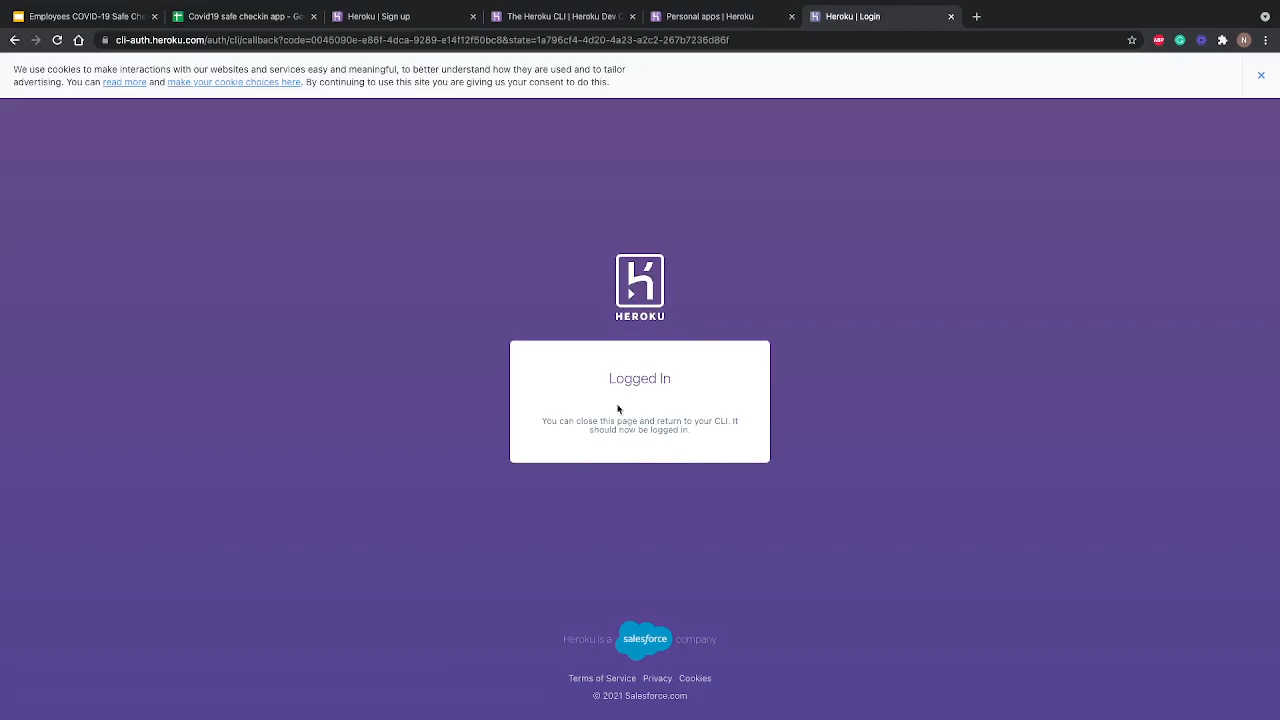 Employees COVID-19 Safe Che
Covid19 safe checkin app - Go
Heroku | Sign up
The Heroku CLI | Heroku Dev C
Personal apps | Heroku
Heroku | Login
cli-auth.heroku.com/auth/cli/callback?code=0045090e-e86f-4dca-9289-e14f12f50bc8&state=1a796cf4-4d20-4a23-a2c2-267b7236d86f
ABP
N
We use cookies to make interactions with our websites and services easy and meaningful, to better understand how they are used and to tailor
advertising. You can read more and make your cookie choices here. By continuing to use this site you are giving us your consent to do this.
HEROKU
Logged In
You can close this page and return to your CLI. It
should now be logged in.
Heroku is a salesforce company
Terms of Service Privacy Cookies
© 2021 Salesforce.com